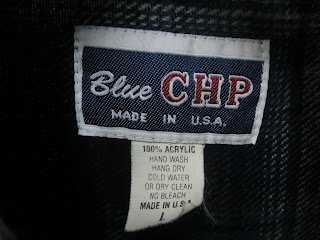 Blue CHP
MADE IN U.S.A.
100% ACRYLIC
HAND WASH
HANG DRY
COLD WATER
OR DRY CLEAN
NO BLEACH
MADE IN U.S.A
L